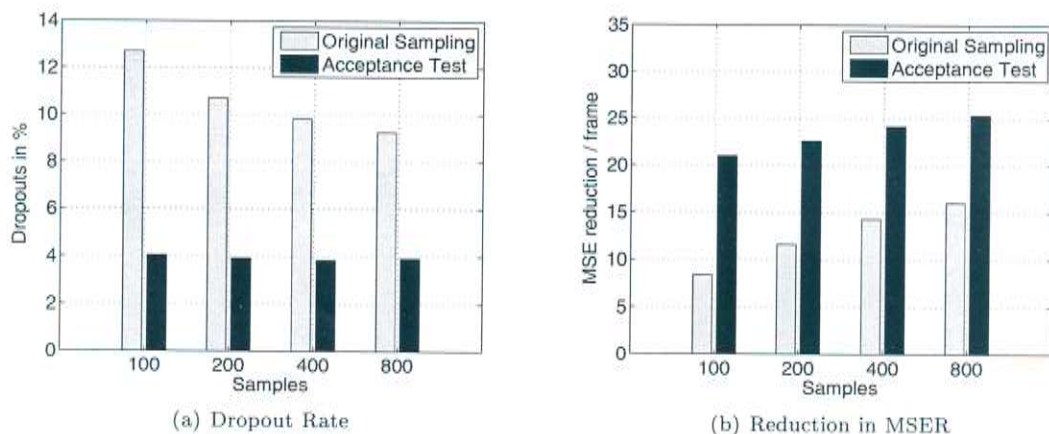 14
12
10
8
6
4
2
0
Dropouts in %
Original Sampling
Acceptance Test
100 200 400 800
Samples
(a) Dropout Rate
35
30
25
20
15
10
5
0
MSE reduction / frame
Original Sampling
Acceptance Test
100 200 400 800
Samples
(b) Reduction in MSER